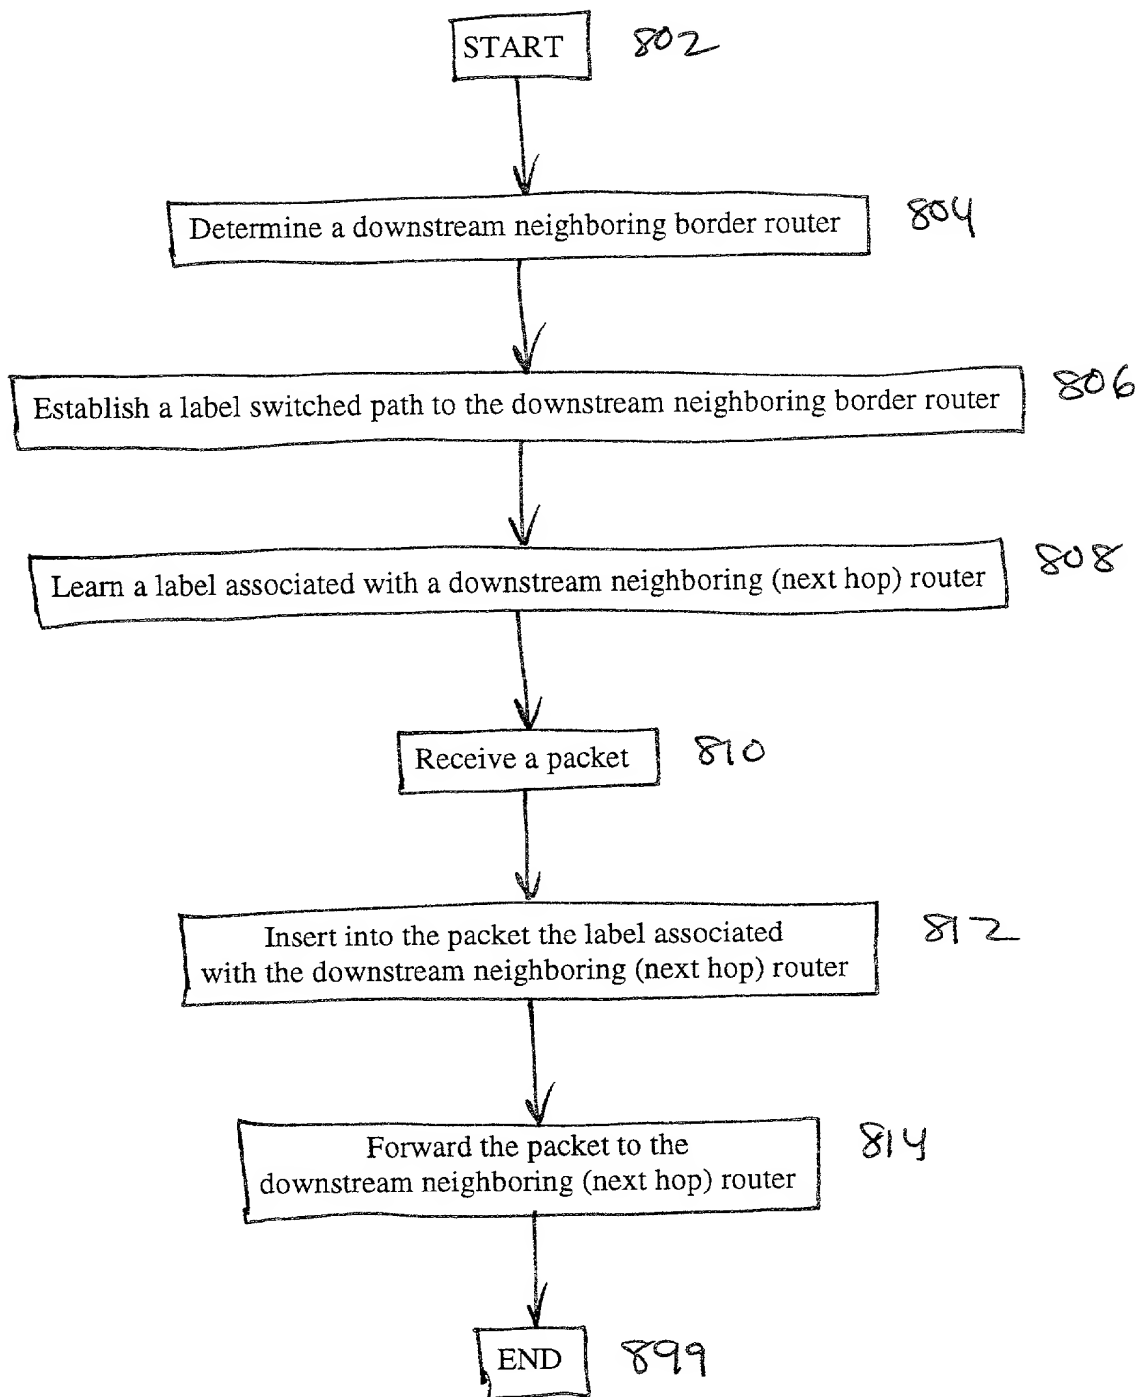 START 802
Determine a downstream neighboring border router 804
Establish a label switched path to the downstream neighboring border router 806
Learn a label associated with a downstream neighboring (next hop) router 808
Receive a packet 810
Insert into the packet the label associated 812
with the downstream neighboring (next hop) router
Forward the packet to the 814
downstream neighboring (next hop) router
END 899